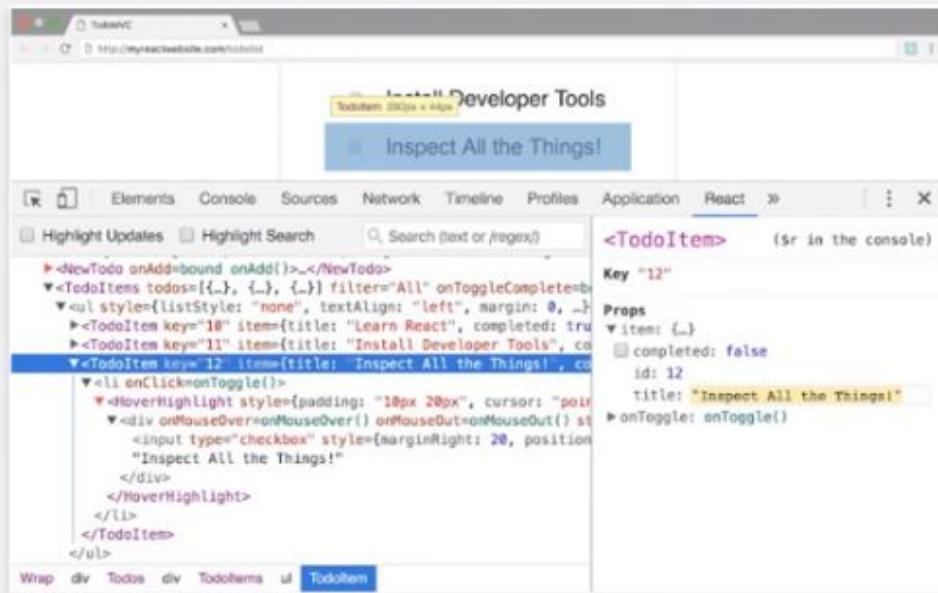 TodoMVC
http://myreactwebsite.com/todolist
Install Developer Tools
TodoItem 280px × 44px
Inspect All the Things!
Elements Console Sources Network Timeline Profiles Application React »
Highlight Updates Highlight Search Search (text or /regex/)
<NewTodo onAdd=bound onAdd()>…</NewTodo>
<TodoItems todos=[{…}, {…}, {…}] filter="All" onToggleComplete=b
<ul style={listStyle: "none", textAlign: "left", margin: 0, …}
<TodoItem key="10" item={title: "Learn React", completed: tru
<TodoItem key="11" item={title: "Install Developer Tools", co
<TodoItem key="12" item={title: "Inspect All the Things!", co
<li onClick=onToggle()>
<HoverHighlight style={padding: "10px 20px", cursor: "poin
<div onMouseOver=onMouseOver() onMouseOut=onMouseOut() st
<input type="checkbox" style={marginRight: 20, position
"Inspect All the Things!"
</div>
</HoverHighlight>
</li>
</TodoItem>
</ul>
Wrap div Todos div TodoItems ul TodoItem
<TodoItem> ($r in the console)
Key "12"
Props
item: {…}
completed: false
id: 12
title: "Inspect All the Things!"
onToggle: onToggle()